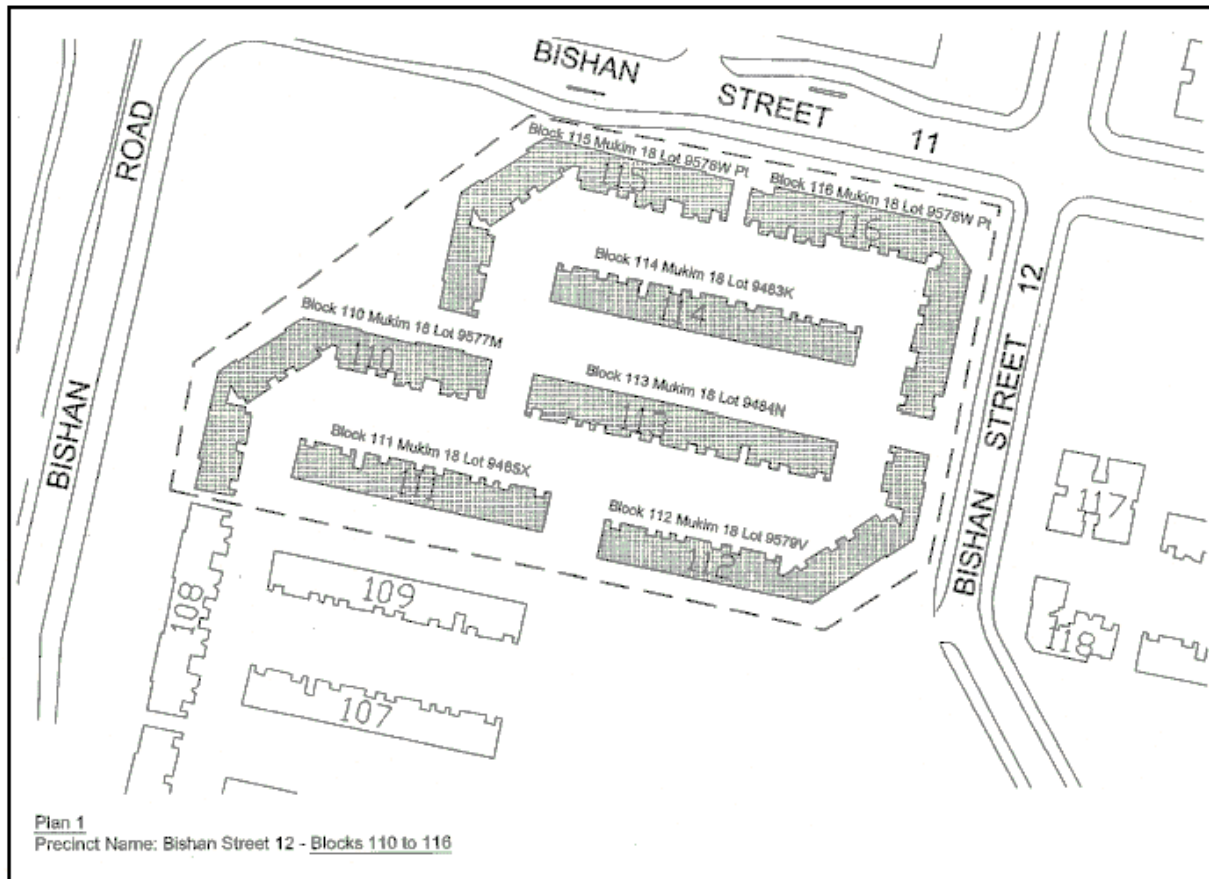 BISHAN
STREET
11
ROAD
Block 115 Mukim 18 Lot 9578W Pt
115
Block 116 Mukim 18 Lot 9578W Pt
116
Block 114 Mukim 18 Lot 9483K
114
STREET 12
Block 110 Mukim 18 Lot 9577M
110
Block 113 Mukim 18 Lot 9484N
113
BISHAN
Block 111 Mukim 18 Lot 9485X
111
117
Block 112 Mukim 18 Lot 9579V
112
BISHAN
109
108
118
107
Plan 1
Precinct Name: Bishan Street 12 - Blocks 110 to 116